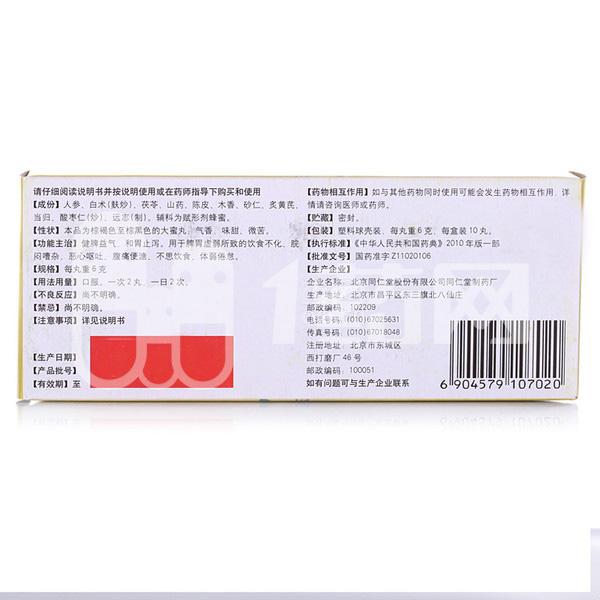 请仔细阅读说明书并按说明使用或在药师指导下购买和使用
【成份】人参、白术(麸炒)、茯苓、山药、陈皮、木香、砂仁、炙黄芪、
当归、酸枣仁(炒)、远志(制)。辅料为赋形剂蜂蜜。
【性状】本品为棕褐色至棕黑色的大蜜丸；气香，味甜、微苦。
【功能主治】健脾益气，和胃止泻。用于脾胃虚弱所致的饮食不化、脘
闷嘈杂、恶心呕吐、腹痛便溏、不思饮食、体弱倦怠。
【规格】每丸重6克
【用法用量】口服，一次2丸，一日2次。
【不良反应】尚不明确。
【禁忌】尚不明确。
【注意事项】详见说明书
【生产日期】
【产品批号】
【有效期】至
【药物相互作用】如与其他药物同时使用可能会发生药物相互作用，详
情请咨询医师或药师。
【贮藏】密封。
【包装】塑料球壳装，每丸重6克，每盒装10丸。
【执行标准】《中华人民共和国药典》2010年版一部
【批准文号】国药准字Z11020106
【生产企业】
企业名称：北京同仁堂股份有限公司同仁堂制药厂
生产地址：北京市昌平区东三旗北八仙庄
邮政编码：102209
电话号码：(010)67025631
传真号码：(010)67018048
注册地址：北京市东城区
西打磨厂46号
邮政编码：100051
如有问题可与生产企业联系
6 904579 107020